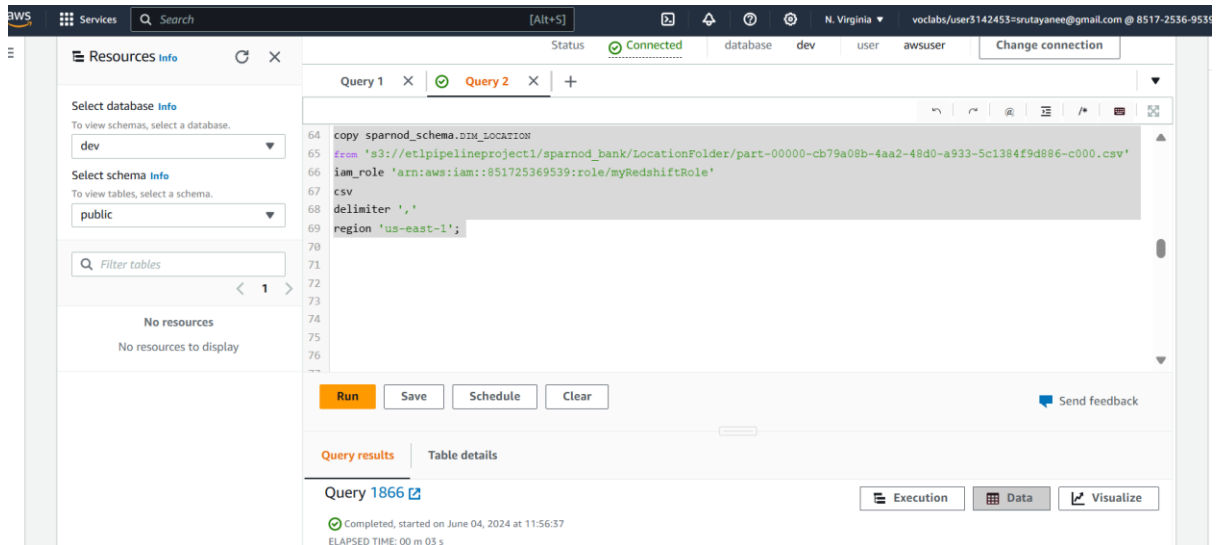 aws Services Search [Alt+S] N. Virginia ▼ voclabs/user3142453=srutayanee@gmail.com @ 8517-2536-9539
Resources Info
Status Connected database dev user awsuser Change connection
Query 1 Query 2
Select database Info
To view schemas, select a database.
dev
Select schema Info
To view tables, select a schema.
public
Filter tables
1
No resources
No resources to display
64 copy sparnod_schema.DIM_LOCATION
65 from 's3://etlpipelineproject1/sparnod_bank/LocationFolder/part-00000-cb79a08b-4aa2-48d0-a933-5c1384f9d886-c000.csv'
66 iam_role 'arn:aws:iam::851725369539:role/myRedshiftRole'
67 csv
68 delimiter ','
69 region 'us-east-1';
70
71
72
73
74
75
76
Run Save Schedule Clear
Send feedback
Query results Table details
Query 1866
Execution Data Visualize
Completed, started on June 04, 2024 at 11:56:37
ELAPSED TIME: 00 m 03 s